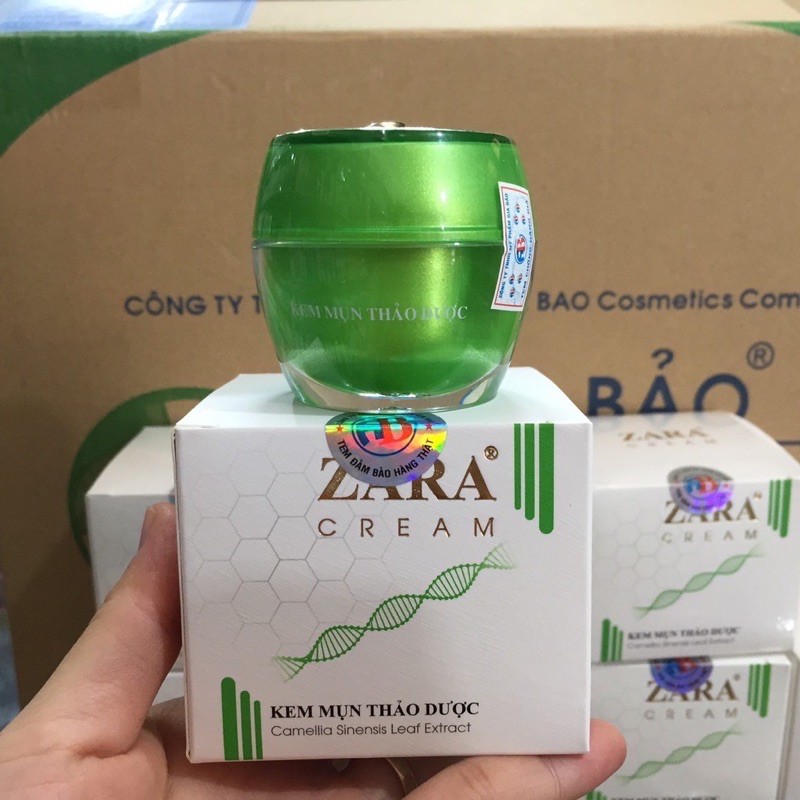 CÔNG TY T
BAO Cosmetics Com
BẢO®
KEM MỤN THẢO DƯỢC
TEM ĐẢM BẢO HÀNG THẬT
ZARA®
CREAM
KEM MỤN THẢO DƯỢC
Camellia Sinensis Leaf Extract
ZARA
CREAM
KEM MỤN THẢO DƯỢC
Camellia Sinensis Leaf Extract
ZARA
CREAM